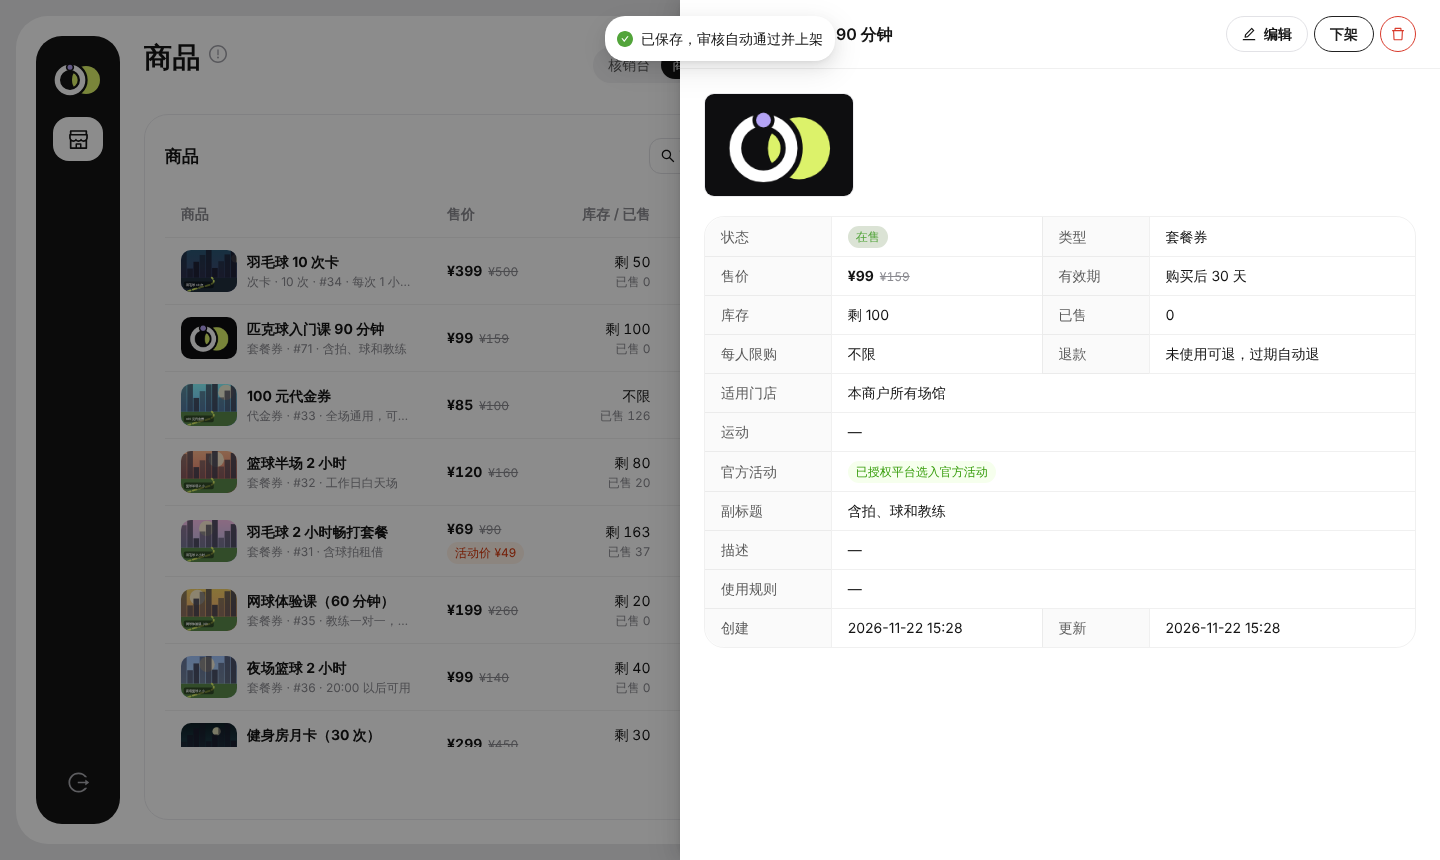 已保存，审核自动通过并上架
90 分钟
编辑
下架
商品
核销台
商品
商品
售价
库存 / 已售
羽毛球 10 次卡
次卡 · 10 次 · #34 · 每次 1 小...
¥399 ¥500
剩 50
已售 0
匹克球入门课 90 分钟
套餐券 · #71 · 含拍、球和教练
¥99 ¥159
剩 100
已售 0
100 元代金券
代金券 · #33 · 全场通用，可...
¥85 ¥100
不限
已售 126
篮球半场 2 小时
套餐券 · #32 · 工作日白天场
¥120 ¥160
剩 80
已售 20
羽毛球 2 小时畅打套餐
套餐券 · #31 · 含球拍租借
¥69 ¥90
活动价 ¥49
剩 163
已售 37
网球体验课（60 分钟）
套餐券 · #35 · 教练一对一，...
¥199 ¥260
剩 20
已售 0
夜场篮球 2 小时
套餐券 · #36 · 20:00 以后可用
¥99 ¥140
剩 40
已售 0
健身房月卡（30 次）
¥299 ¥450
剩 30
状态
在售
类型
套餐券
售价
¥99 ¥159
有效期
购买后 30 天
库存
剩 100
已售
0
每人限购
不限
退款
未使用可退，过期自动退
适用门店
本商户所有场馆
运动
—
官方活动
已授权平台选入官方活动
副标题
含拍、球和教练
描述
—
使用规则
—
创建
2026-11-22 15:28
更新
2026-11-22 15:28